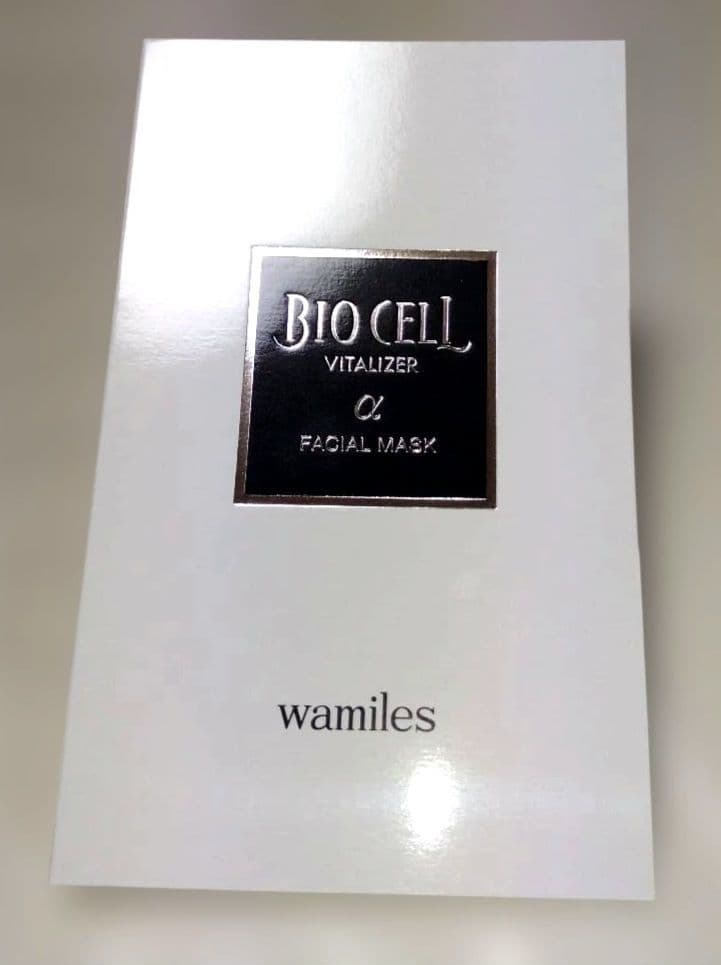 BIO CELL
VITALIZER
α
FACIAL MASK
wamiles